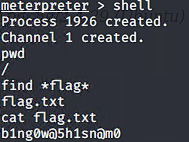 meterpreter > shell
Process 1926 created.
Channel 1 created.
pwd
/
find *flag*
flag.txt
cat flag.txt
b1ng0w@5h1sn@m0